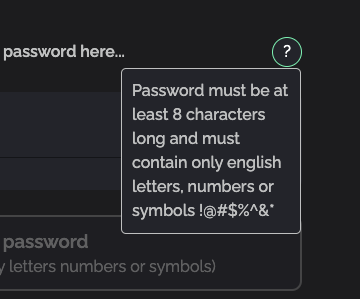 password here...
?
Password must be at
least 8 characters
long and must
contain only english
letters, numbers or
symbols !@#$%^&*
password
y letters numbers or symbols)